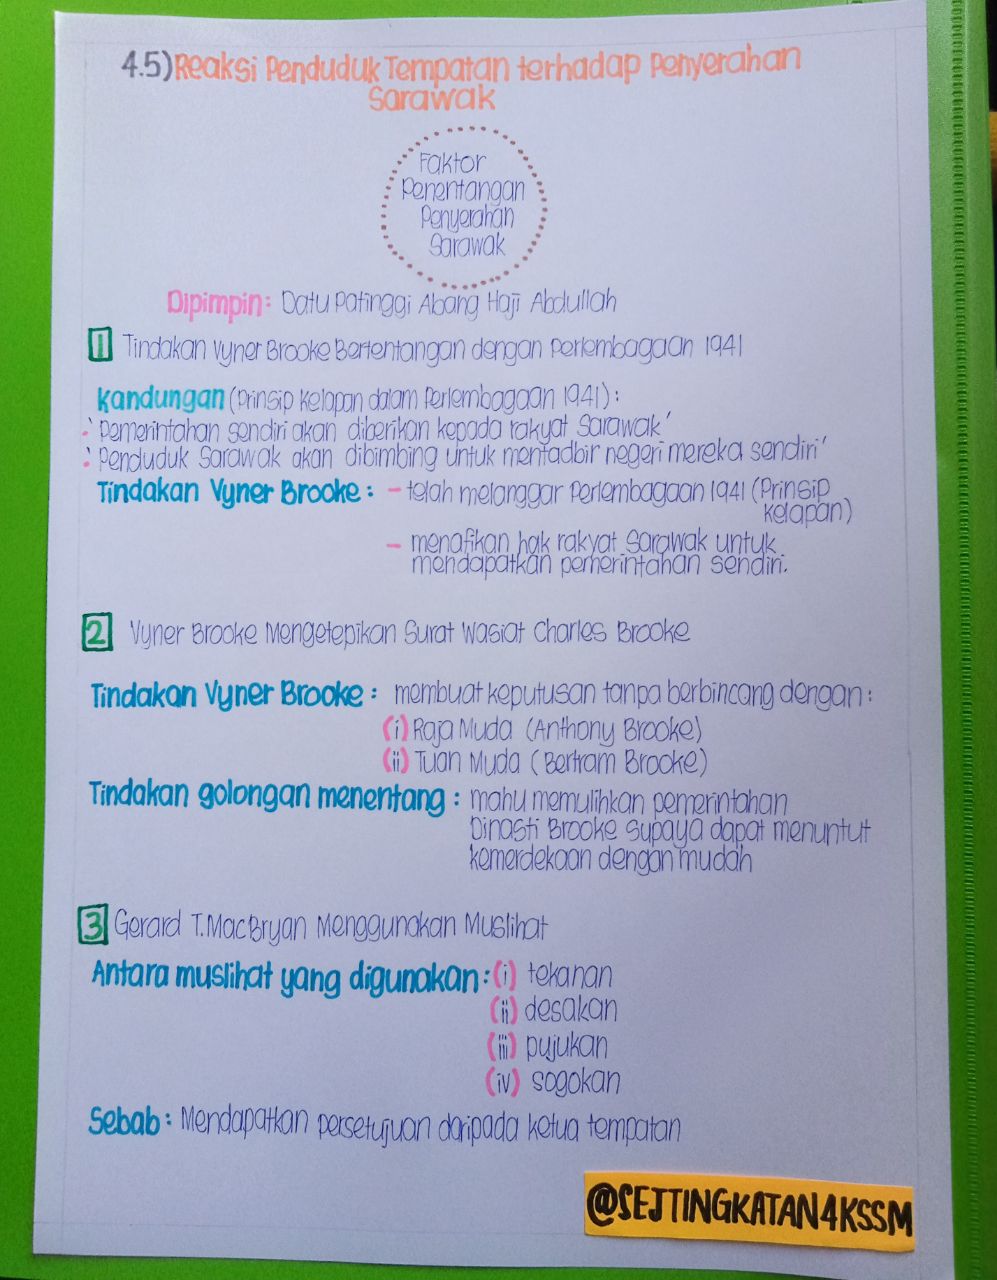 4.5) Reaksi Penduduk Tempatan terhadap Penyerahan
Sarawak
Faktor
Penentangan
Penyerahan
Sarawak
Dipimpin: Datu Patinggi Abang Haji Abdullah
1 Tindakan Vyner Brooke Bertentangan dengan Perlembagaan 1941
Kandungan (Prinsip Kelapan dalam Perlembagaan 1941) :
- 'Pemerintahan sendiri akan diberikan kepada rakyat Sarawak'
- 'Penduduk Sarawak akan dibimbing untuk mentadbir negeri mereka sendiri'
Tindakan Vyner Brooke : - telah melanggar Perlembagaan 1941 (Prinsip
kelapan)
- menafikan hak rakyat Sarawak untuk
mendapatkan pemerintahan sendiri.
2 Vyner Brooke Mengetepikan Surat Wasiat Charles Brooke
Tindakan Vyner Brooke : membuat keputusan tanpa berbincang dengan :
(i) Raja Muda (Anthony Brooke)
(ii) Tuan Muda (Bertram Brooke)
Tindakan golongan menentang : mahu memulihkan pemerintahan
Dinasti Brooke supaya dapat menuntut
kemerdekaan dengan mudah
3 Gerard T.MacBryan Menggunakan Muslihat
Antara muslihat yang digunakan : (i) tekanan
(ii) desakan
(iii) pujukan
(iv) sogokan
Sebab : Mendapatkan persetujuan daripada ketua tempatan
@SEJTINGKATAN4KSSM